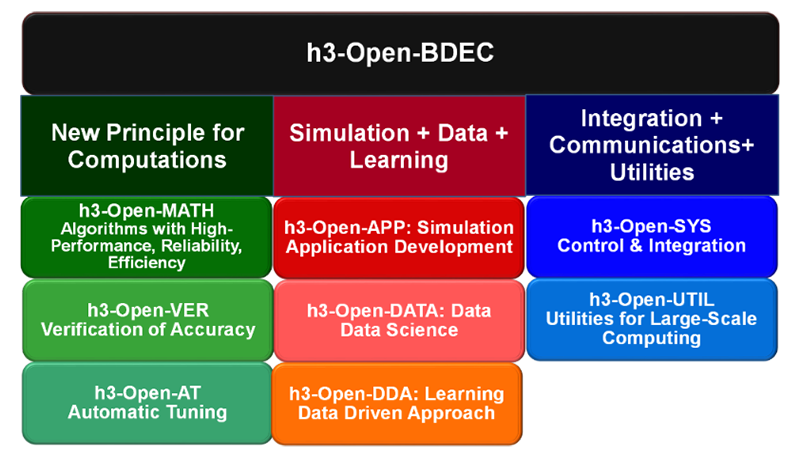 h3-Open-BDEC
New Principle for
Computations
Simulation + Data +
Learning
Integration +
Communications+
Utilities
h3-Open-MATH
Algorithms with High-
Performance, Reliability,
Efficiency
h3-Open-APP: Simulation
Application Development
h3-Open-SYS
Control & Integration
h3-Open-VER
Verification of Accuracy
h3-Open-DATA: Data
Data Science
h3-Open-UTIL
Utilities for Large-Scale
Computing
h3-Open-AT
Automatic Tuning
h3-Open-DDA: Learning
Data Driven Approach